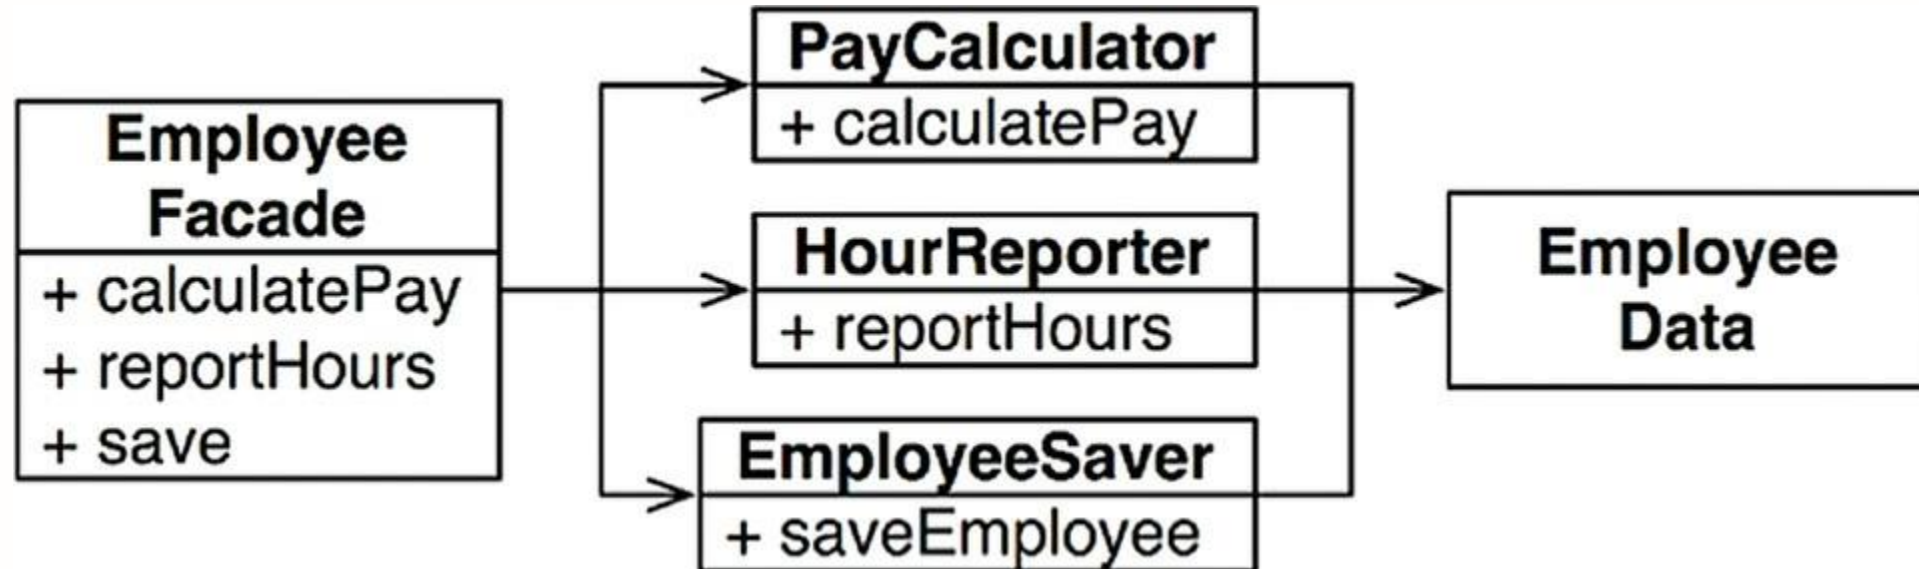 Employee
Facade
+ calculatePay
+ reportHours
+ save
PayCalculator
+ calculatePay
HourReporter
+ reportHours
EmployeeSaver
+ saveEmployee
Employee
Data